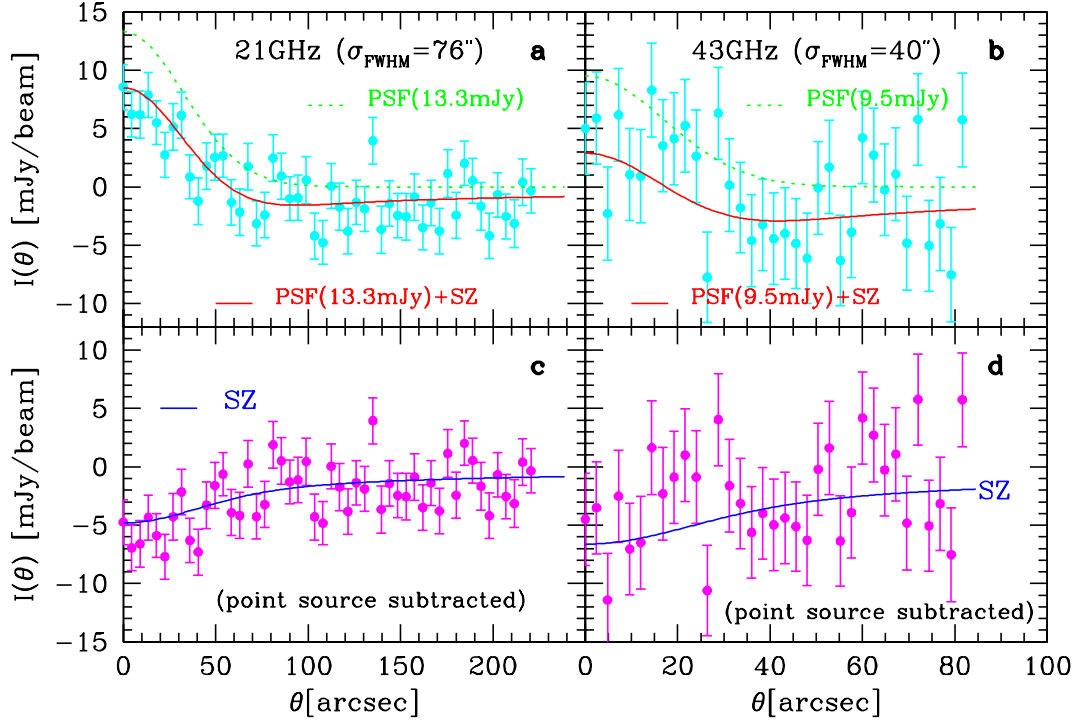 15
10
5
0
−5
−10
I(θ) [mJy/beam]
21GHz (σFWHM=76″)
a
PSF(13.3mJy)
PSF(13.3mJy)+SZ
43GHz (σFWHM=40″)
b
PSF(9.5mJy)
PSF(9.5mJy)+SZ
10
5
0
−5
−10
−15
I(θ) [mJy/beam]
c
SZ
(point source subtracted)
d
SZ
(point source subtracted)
0 50 100 150 200
0 20 40 60 80 100
θ[arcsec]
θ[arcsec]